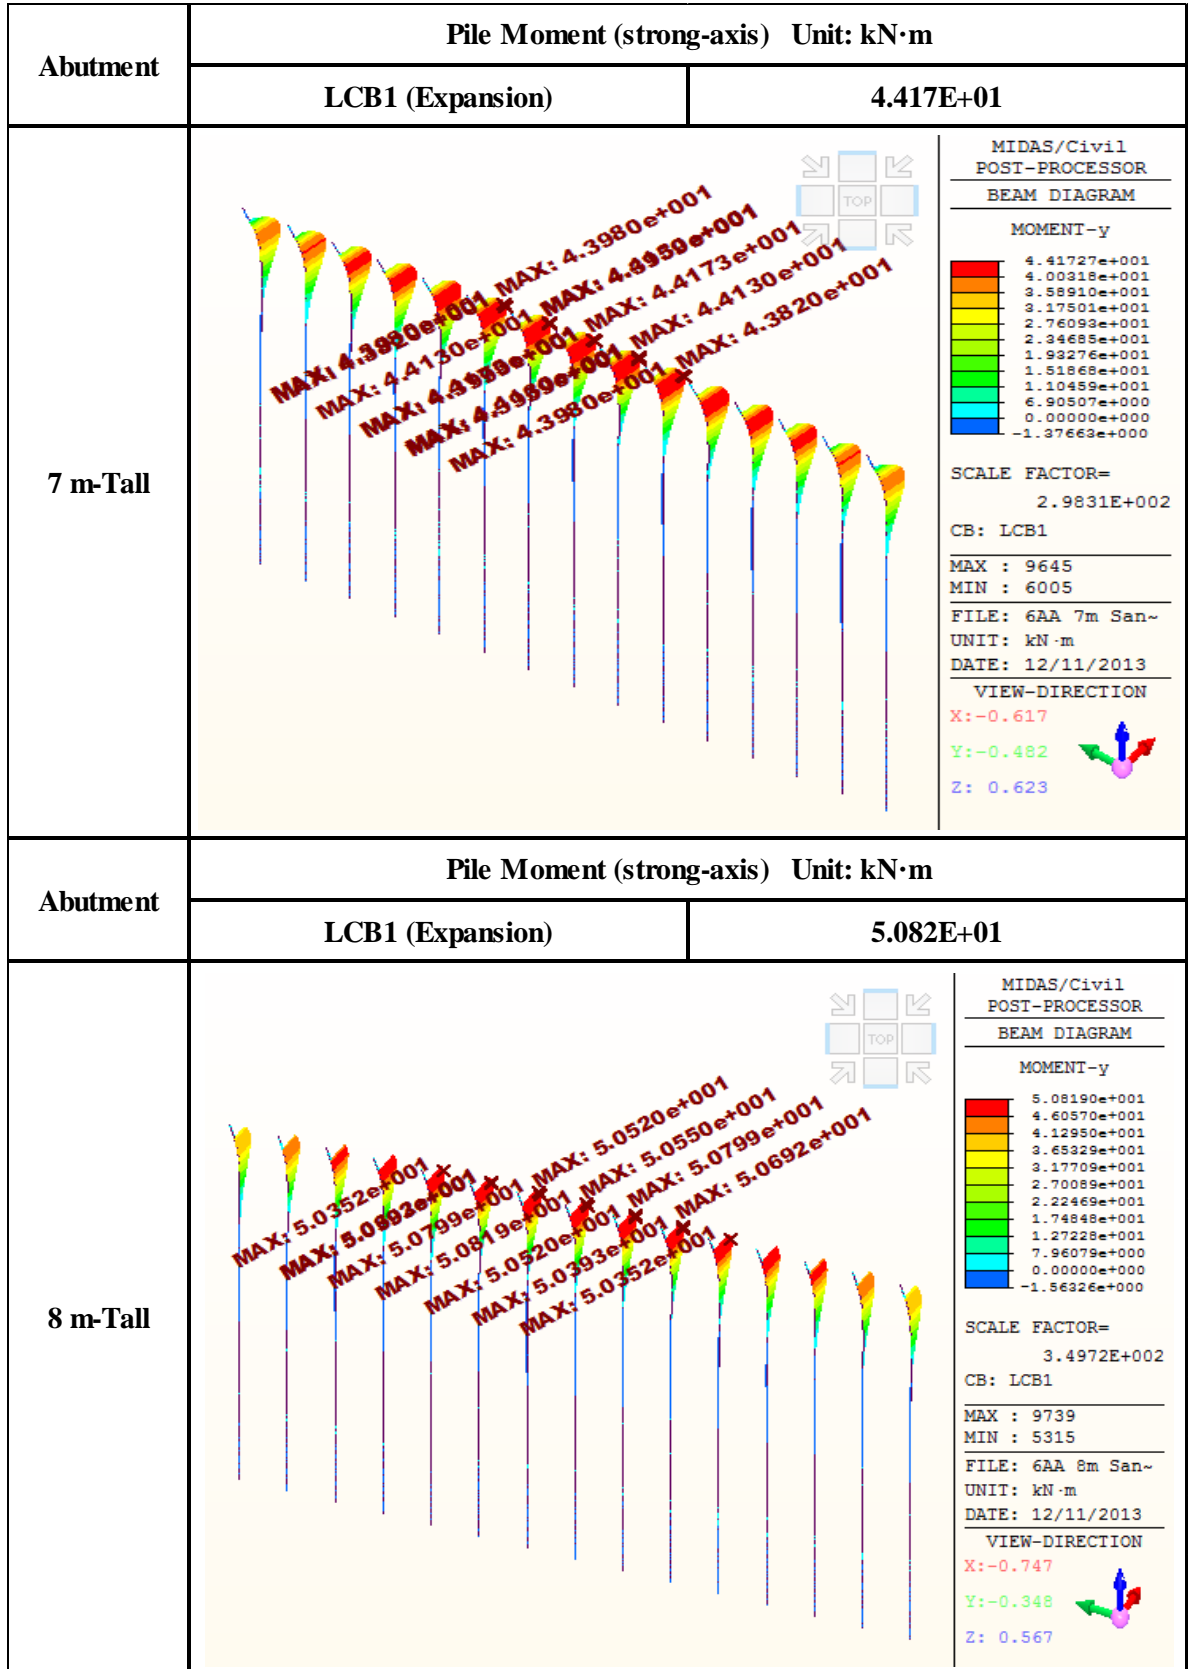 Abutment
Pile Moment (strong-axis) Unit: kN·m
LCB1 (Expansion)
4.417E+01
7 m-Tall
TOP
MAX: 4.3980e+001
MAX: 4.4173e+001
MAX: 4.4130e+001
MAX: 4.3820e+001
MAX: 4.4130e+001
MAX: 4.3980e+001
MIDAS/Civil
POST-PROCESSOR
BEAM DIAGRAM
MOMENT-y
4.41727e+001
4.00318e+001
3.58910e+001
3.17501e+001
2.76093e+001
2.34685e+001
1.93276e+001
1.51868e+001
1.10459e+001
6.90507e+000
0.00000e+000
-1.37663e+000
SCALE FACTOR=
2.9831E+002
CB: LCB1
MAX : 9645
MIN : 6005
FILE: 6AA 7m San~
UNIT: kN·m
DATE: 12/11/2013
VIEW-DIRECTION
X:-0.617
Y:-0.482
Z: 0.623
Abutment
Pile Moment (strong-axis) Unit: kN·m
LCB1 (Expansion)
5.082E+01
8 m-Tall
TOP
MAX: 5.0520e+001
MAX: 5.0550e+001
MAX: 5.0799e+001
MAX: 5.0692e+001
MAX: 5.0352e+001
MAX: 5.0799e+001
MAX: 5.0819e+001
MAX: 5.0520e+001
MAX: 5.0393e+001
MAX: 5.0352e+001
MIDAS/Civil
POST-PROCESSOR
BEAM DIAGRAM
MOMENT-y
5.08190e+001
4.60570e+001
4.12950e+001
3.65329e+001
3.17709e+001
2.70089e+001
2.22469e+001
1.74848e+001
1.27228e+001
7.96079e+000
0.00000e+000
-1.56326e+000
SCALE FACTOR=
3.4972E+002
CB: LCB1
MAX : 9739
MIN : 5315
FILE: 6AA 8m San~
UNIT: kN·m
DATE: 12/11/2013
VIEW-DIRECTION
X:-0.747
Y:-0.348
Z: 0.567